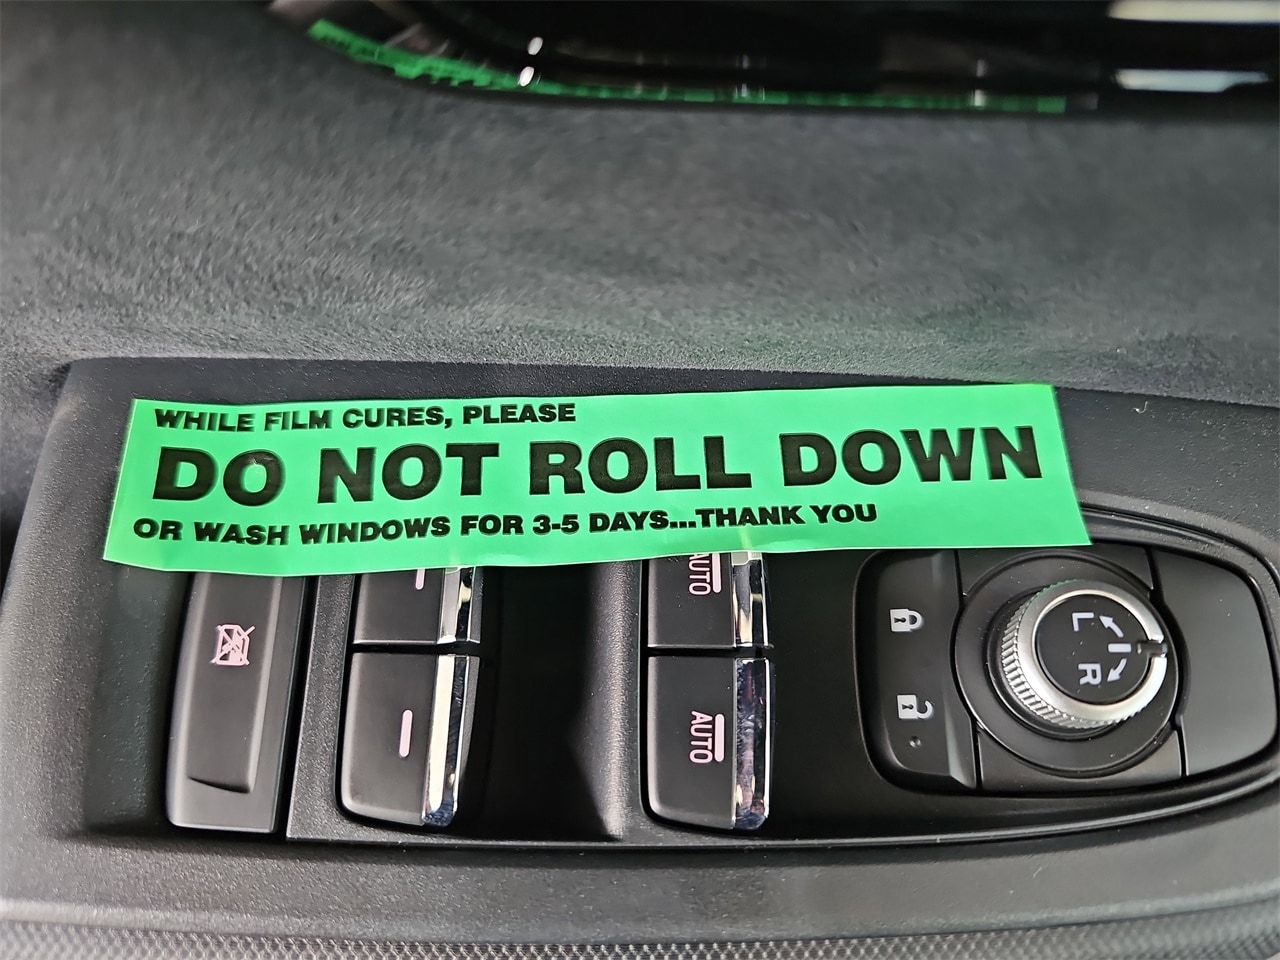 WHILE FILM CURES, PLEASE
DO NOT ROLL DOWN
OR WASH WINDOWS FOR 3-5 DAYS...THANK YOU
AUTO
AUTO
L
R